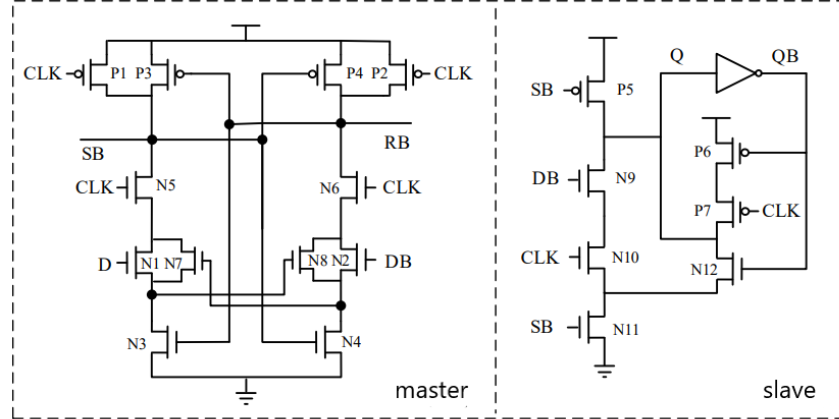 CLK P1 P3 P4 P2 CLK
SB RB
CLK N5 N6 CLK
D N1 N7 N8 N2 DB
N3 N4
master
Q QB
SB P5
P6
DB N9
P7 CLK
CLK N10 N12
SB N11
slave